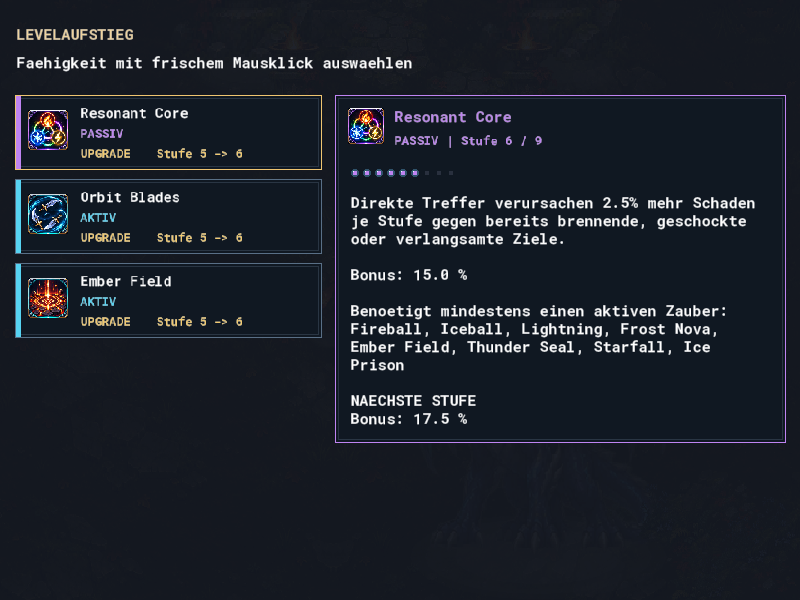 LEVELAUFSTIEG
Faehigkeit mit frischem Mausklick auswaehlen
Resonant Core
PASSIV
UPGRADE Stufe 5 -> 6
Orbit Blades
AKTIV
UPGRADE Stufe 5 -> 6
Ember Field
AKTIV
UPGRADE Stufe 5 -> 6
Resonant Core
PASSIV | Stufe 6 / 9
Direkte Treffer verursachen 2.5% mehr Schaden
je Stufe gegen bereits brennende, geschockte
oder verlangsamte Ziele.
Bonus: 15.0 %
Benoetigt mindestens einen aktiven Zauber:
Fireball, Iceball, Lightning, Frost Nova,
Ember Field, Thunder Seal, Starfall, Ice
Prison
NAECHSTE STUFE
Bonus: 17.5 %